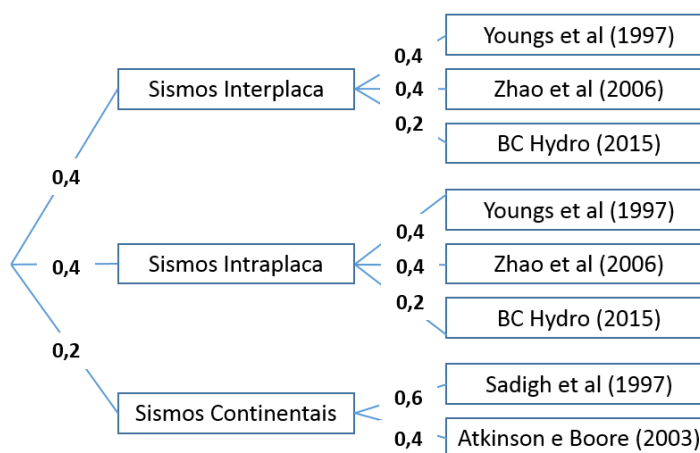 Youngs et al (1997)
0,4
Sismos Interplaca
0,4
Zhao et al (2006)
0,2
BC Hydro (2015)
0,4
Youngs et al (1997)
0,4
0,4
Sismos Intraplaca
0,4
Zhao et al (2006)
0,2
BC Hydro (2015)
0,2
Sadigh et al (1997)
0,6
Sismos Continentais
0,4
Atkinson e Boore (2003)